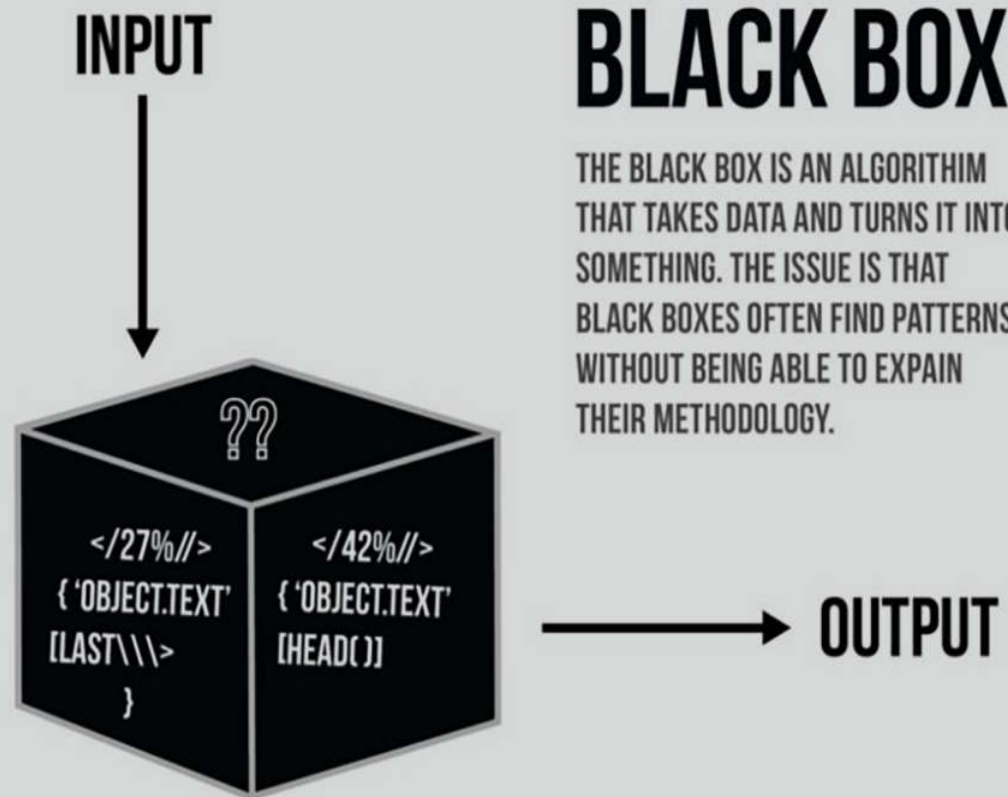 INPUT
BLACK BOX
THE BLACK BOX IS AN ALGORITHIM
THAT TAKES DATA AND TURNS IT INTO
SOMETHING. THE ISSUE IS THAT
BLACK BOXES OFTEN FIND PATTERNS
WITHOUT BEING ABLE TO EXPAIN
THEIR METHODOLOGY.
??
</27%//>
{ ‘OBJECT.TEXT’
[LAST\\\>
}
</42%//>
{ ‘OBJECT.TEXT’
[HEAD()]
OUTPUT